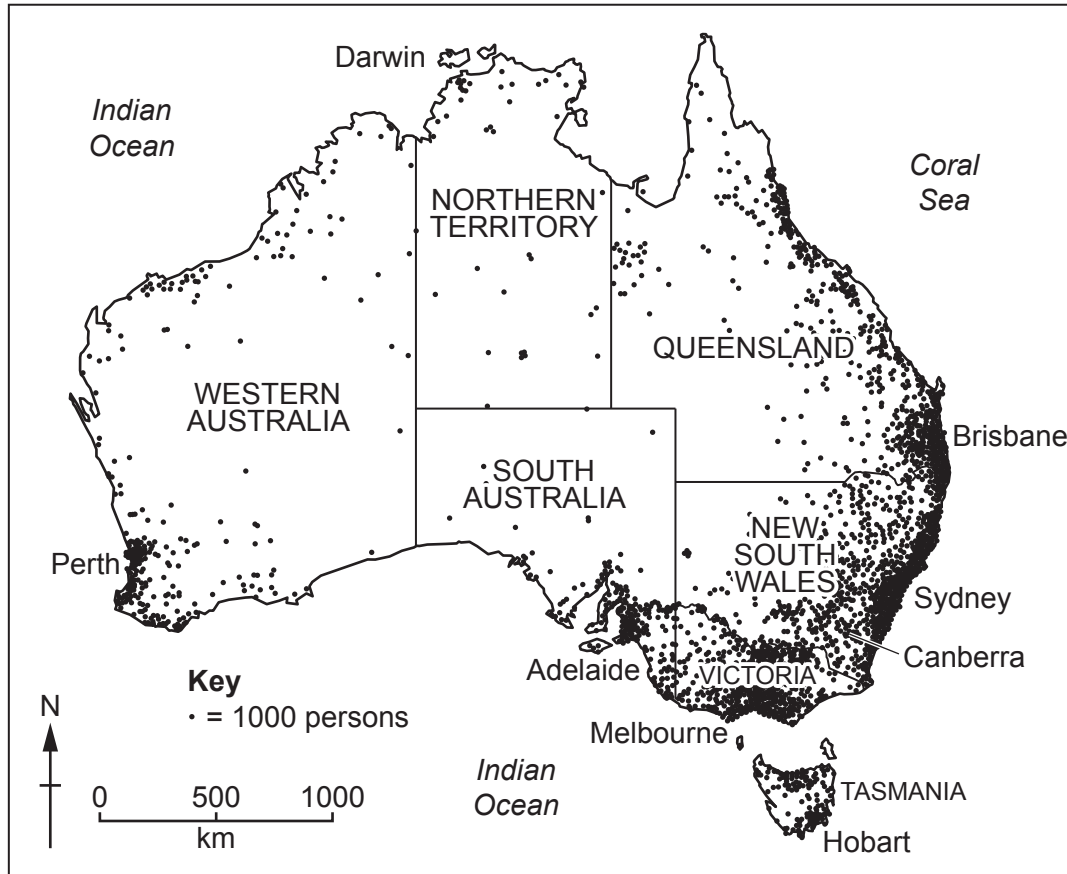 Darwin
Indian
Ocean
Coral
Sea
NORTHERN
TERRITORY
QUEENSLAND
WESTERN
AUSTRALIA
Brisbane
SOUTH
AUSTRALIA
NEW
SOUTH
WALES
Perth
Sydney
Canberra
Adelaide
VICTORIA
Key
· = 1000 persons
N
Melbourne
0 500 1000
km
Indian
Ocean
TASMANIA
Hobart